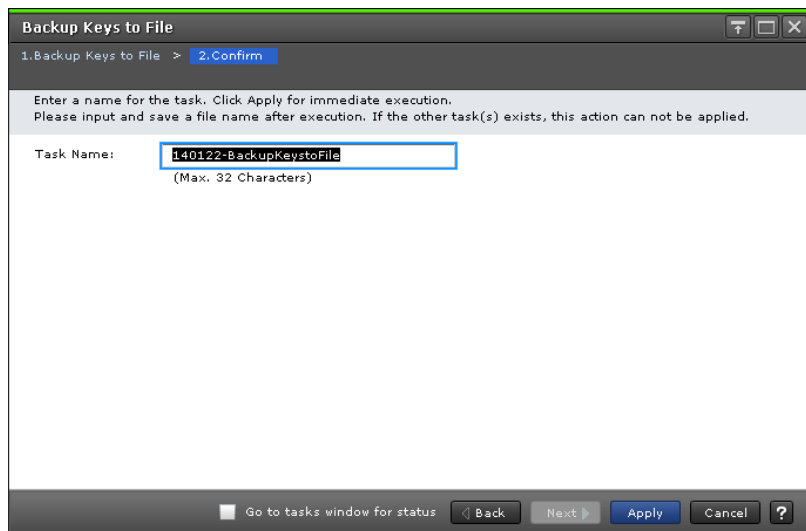 Backup Keys to File
1.Backup Keys to File > 2.Confirm
Enter a name for the task. Click Apply for immediate execution.
Please input and save a file name after execution. If the other task(s) exists, this action can not be applied.
Task Name: 140122-BackupKeystoFile
(Max. 32 Characters)
Go to tasks window for status Back Next Apply Cancel ?